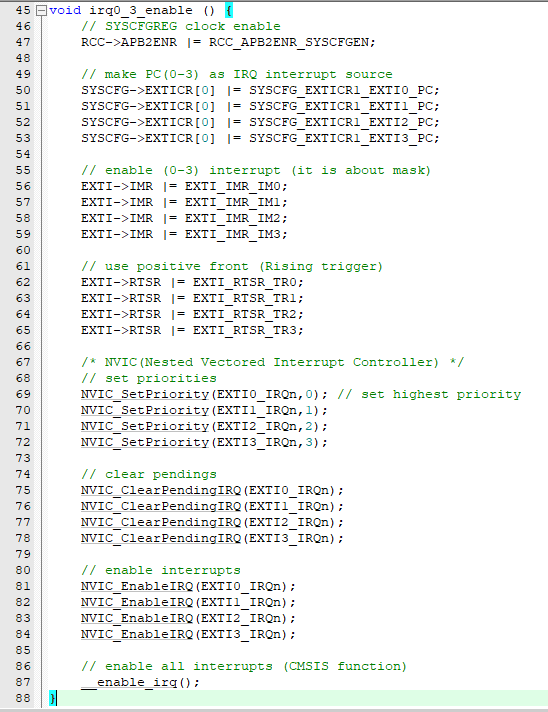 45 void irq0_3_enable () {
46 // SYSCFGREG clock enable
47 RCC->APB2ENR |= RCC_APB2ENR_SYSCFGEN;
48
49 // make PC(0-3) as IRQ interrupt source
50 SYSCFG->EXTICR[0] |= SYSCFG_EXTICR1_EXTI0_PC;
51 SYSCFG->EXTICR[0] |= SYSCFG_EXTICR1_EXTI1_PC;
52 SYSCFG->EXTICR[0] |= SYSCFG_EXTICR1_EXTI2_PC;
53 SYSCFG->EXTICR[0] |= SYSCFG_EXTICR1_EXTI3_PC;
54
55 // enable (0-3) interrupt (it is about mask)
56 EXTI->IMR |= EXTI_IMR_IM0;
57 EXTI->IMR |= EXTI_IMR_IM1;
58 EXTI->IMR |= EXTI_IMR_IM2;
59 EXTI->IMR |= EXTI_IMR_IM3;
60
61 // use positive front (Rising trigger)
62 EXTI->RTSR |= EXTI_RTSR_TR0;
63 EXTI->RTSR |= EXTI_RTSR_TR1;
64 EXTI->RTSR |= EXTI_RTSR_TR2;
65 EXTI->RTSR |= EXTI_RTSR_TR3;
66
67 /* NVIC(Nested Vectored Interrupt Controller) */
68 // set priorities
69 NVIC_SetPriority(EXTI0_IRQn,0); // set highest priority
70 NVIC_SetPriority(EXTI1_IRQn,1);
71 NVIC_SetPriority(EXTI2_IRQn,2);
72 NVIC_SetPriority(EXTI3_IRQn,3);
73
74 // clear pendings
75 NVIC_ClearPendingIRQ(EXTI0_IRQn);
76 NVIC_ClearPendingIRQ(EXTI1_IRQn);
77 NVIC_ClearPendingIRQ(EXTI2_IRQn);
78 NVIC_ClearPendingIRQ(EXTI3_IRQn);
79
80 // enable interrupts
81 NVIC_EnableIRQ(EXTI0_IRQn);
82 NVIC_EnableIRQ(EXTI1_IRQn);
83 NVIC_EnableIRQ(EXTI2_IRQn);
84 NVIC_EnableIRQ(EXTI3_IRQn);
85
86 // enable all interrupts (CMSIS function)
87 __enable_irq();
88 }